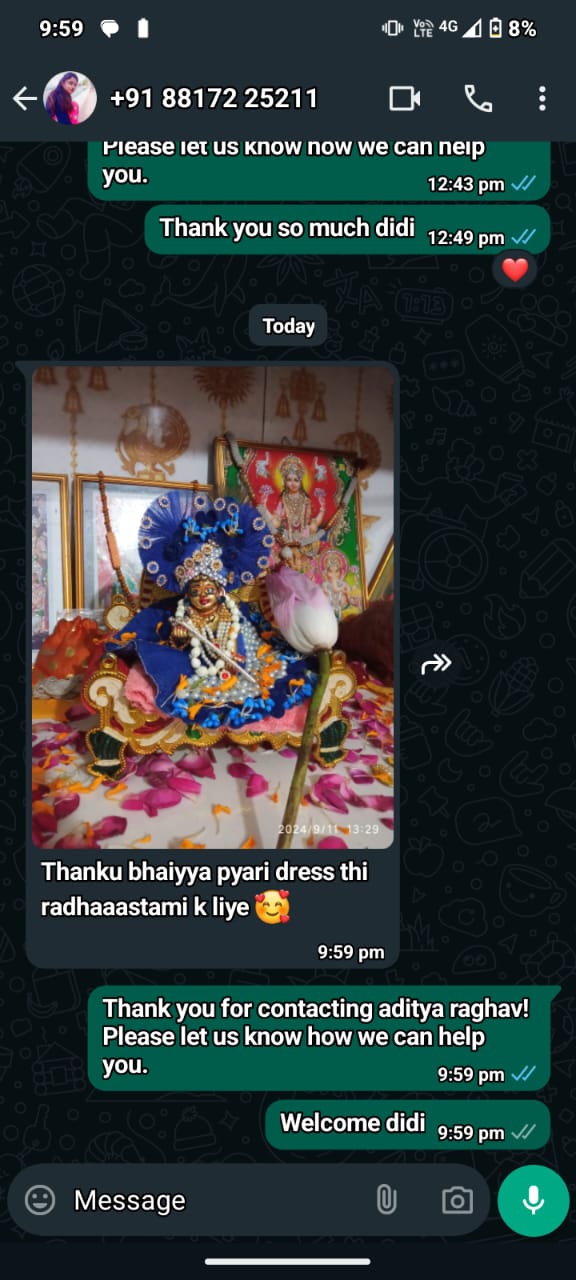 9:59
Vo)) LTE 4G 8%
+91 88172 25211
Please let us know how we can help
you.
12:43 pm
Thank you so much didi
12:49 pm
Today
2024/9/11 13:29
Thanku bhaiyya pyari dress thi
radhaaastami k liye 🥰
9:59 pm
Thank you for contacting aditya raghav!
Please let us know how we can help
you.
9:59 pm
Welcome didi
9:59 pm
Message